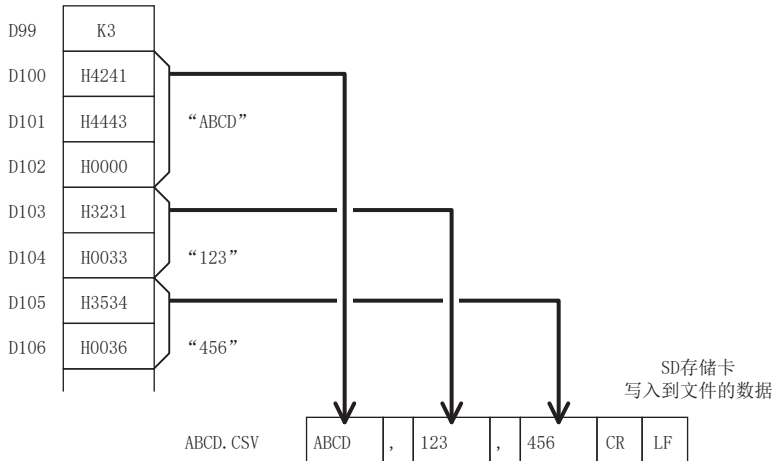 D99 K3
D100 H4241
D101 H4443 “ABCD”
D102 H0000
D103 H3231
D104 H0033 “123”
D105 H3534
D106 H0036 “456”
SD存储卡
写入到文件的数据
ABCD.CSV ABCD , 123 , 456 CR LF